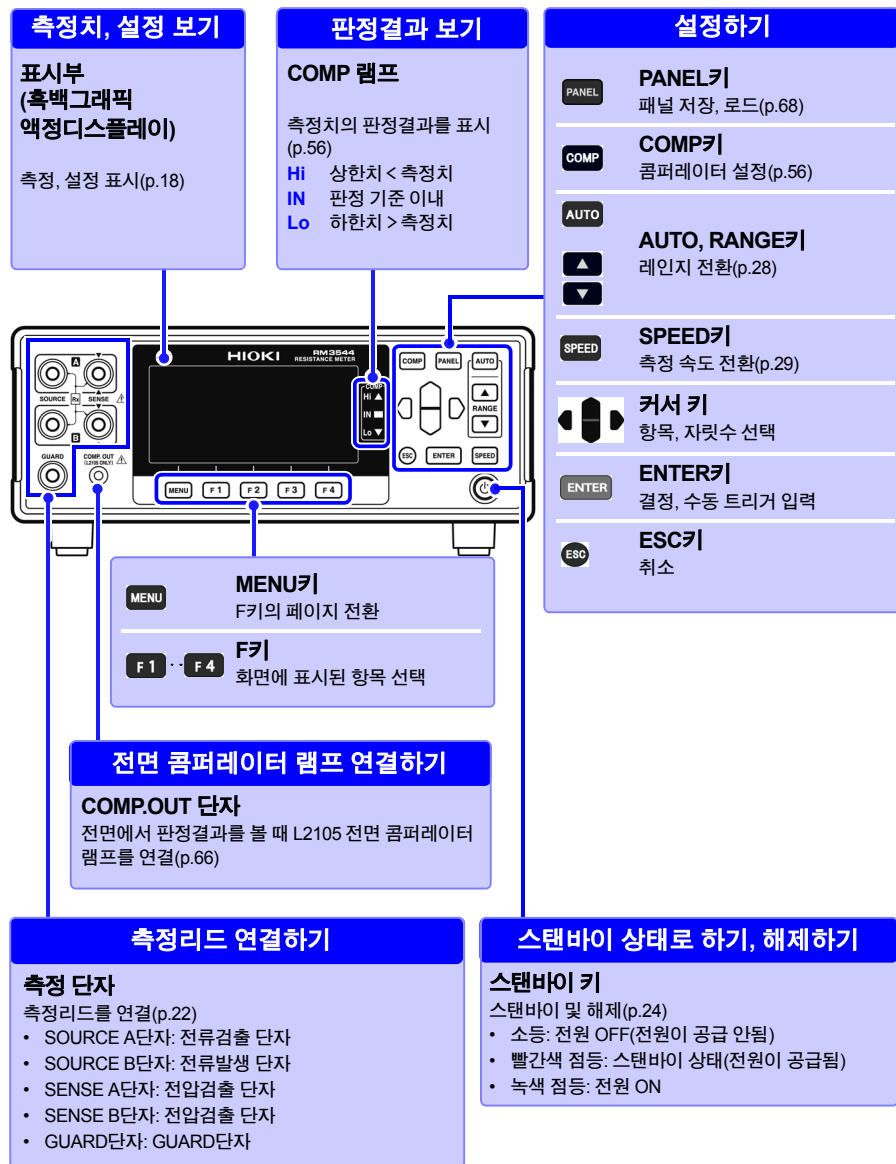 측정치, 설정 보기
표시부
(흑백그래픽
액정디스플레이)
측정, 설정 표시(p.18)
판정결과 보기
COMP 램프
측정치의 판정결과를 표시
(p.56)
Hi 상한치 < 측정치
IN 판정 기준 이내
Lo 하한치 > 측정치
설정하기
PANEL
PANEL키
패널 저장, 로드(p.68)
COMP
COMP키
콤퍼레이터 설정(p.56)
AUTO
AUTO, RANGE키
레인지 전환(p.28)
SPEED
SPEED키
측정 속도 전환(p.29)
커서 키
항목, 자릿수 선택
ENTER
ENTER키
결정, 수동 트리거 입력
ESC
ESC키
취소
HIOKI
RM3544
RESISTANCE METER
A
SOURCE Rx SENSE
B
GUARD
COMP. OUT
(L2105 ONLY)
COMP
Hi
IN
Lo
COMP PANEL AUTO
RANGE
ESC ENTER SPEED
MENU F 1 F 2 F 3 F 4
MENU
MENU키
F키의 페이지 전환
F 1 ·· F 4
F키
화면에 표시된 항목 선택
전면 콤퍼레이터 램프 연결하기
COMP.OUT 단자
전면에서 판정결과를 볼 때 L2105 전면 콤퍼레이터
램프를 연결(p.66)
측정리드 연결하기
측정 단자
측정리드를 연결(p.22)
• SOURCE A단자: 전류검출 단자
• SOURCE B단자: 전류발생 단자
• SENSE A단자: 전압검출 단자
• SENSE B단자: 전압검출 단자
• GUARD단자: GUARD단자
스탠바이 상태로 하기, 해제하기
스탠바이 키
스탠바이 및 해제(p.24)
• 소등: 전원 OFF(전원이 공급 안됨)
• 빨간색 점등: 스탠바이 상태(전원이 공급됨)
• 녹색 점등: 전원 ON